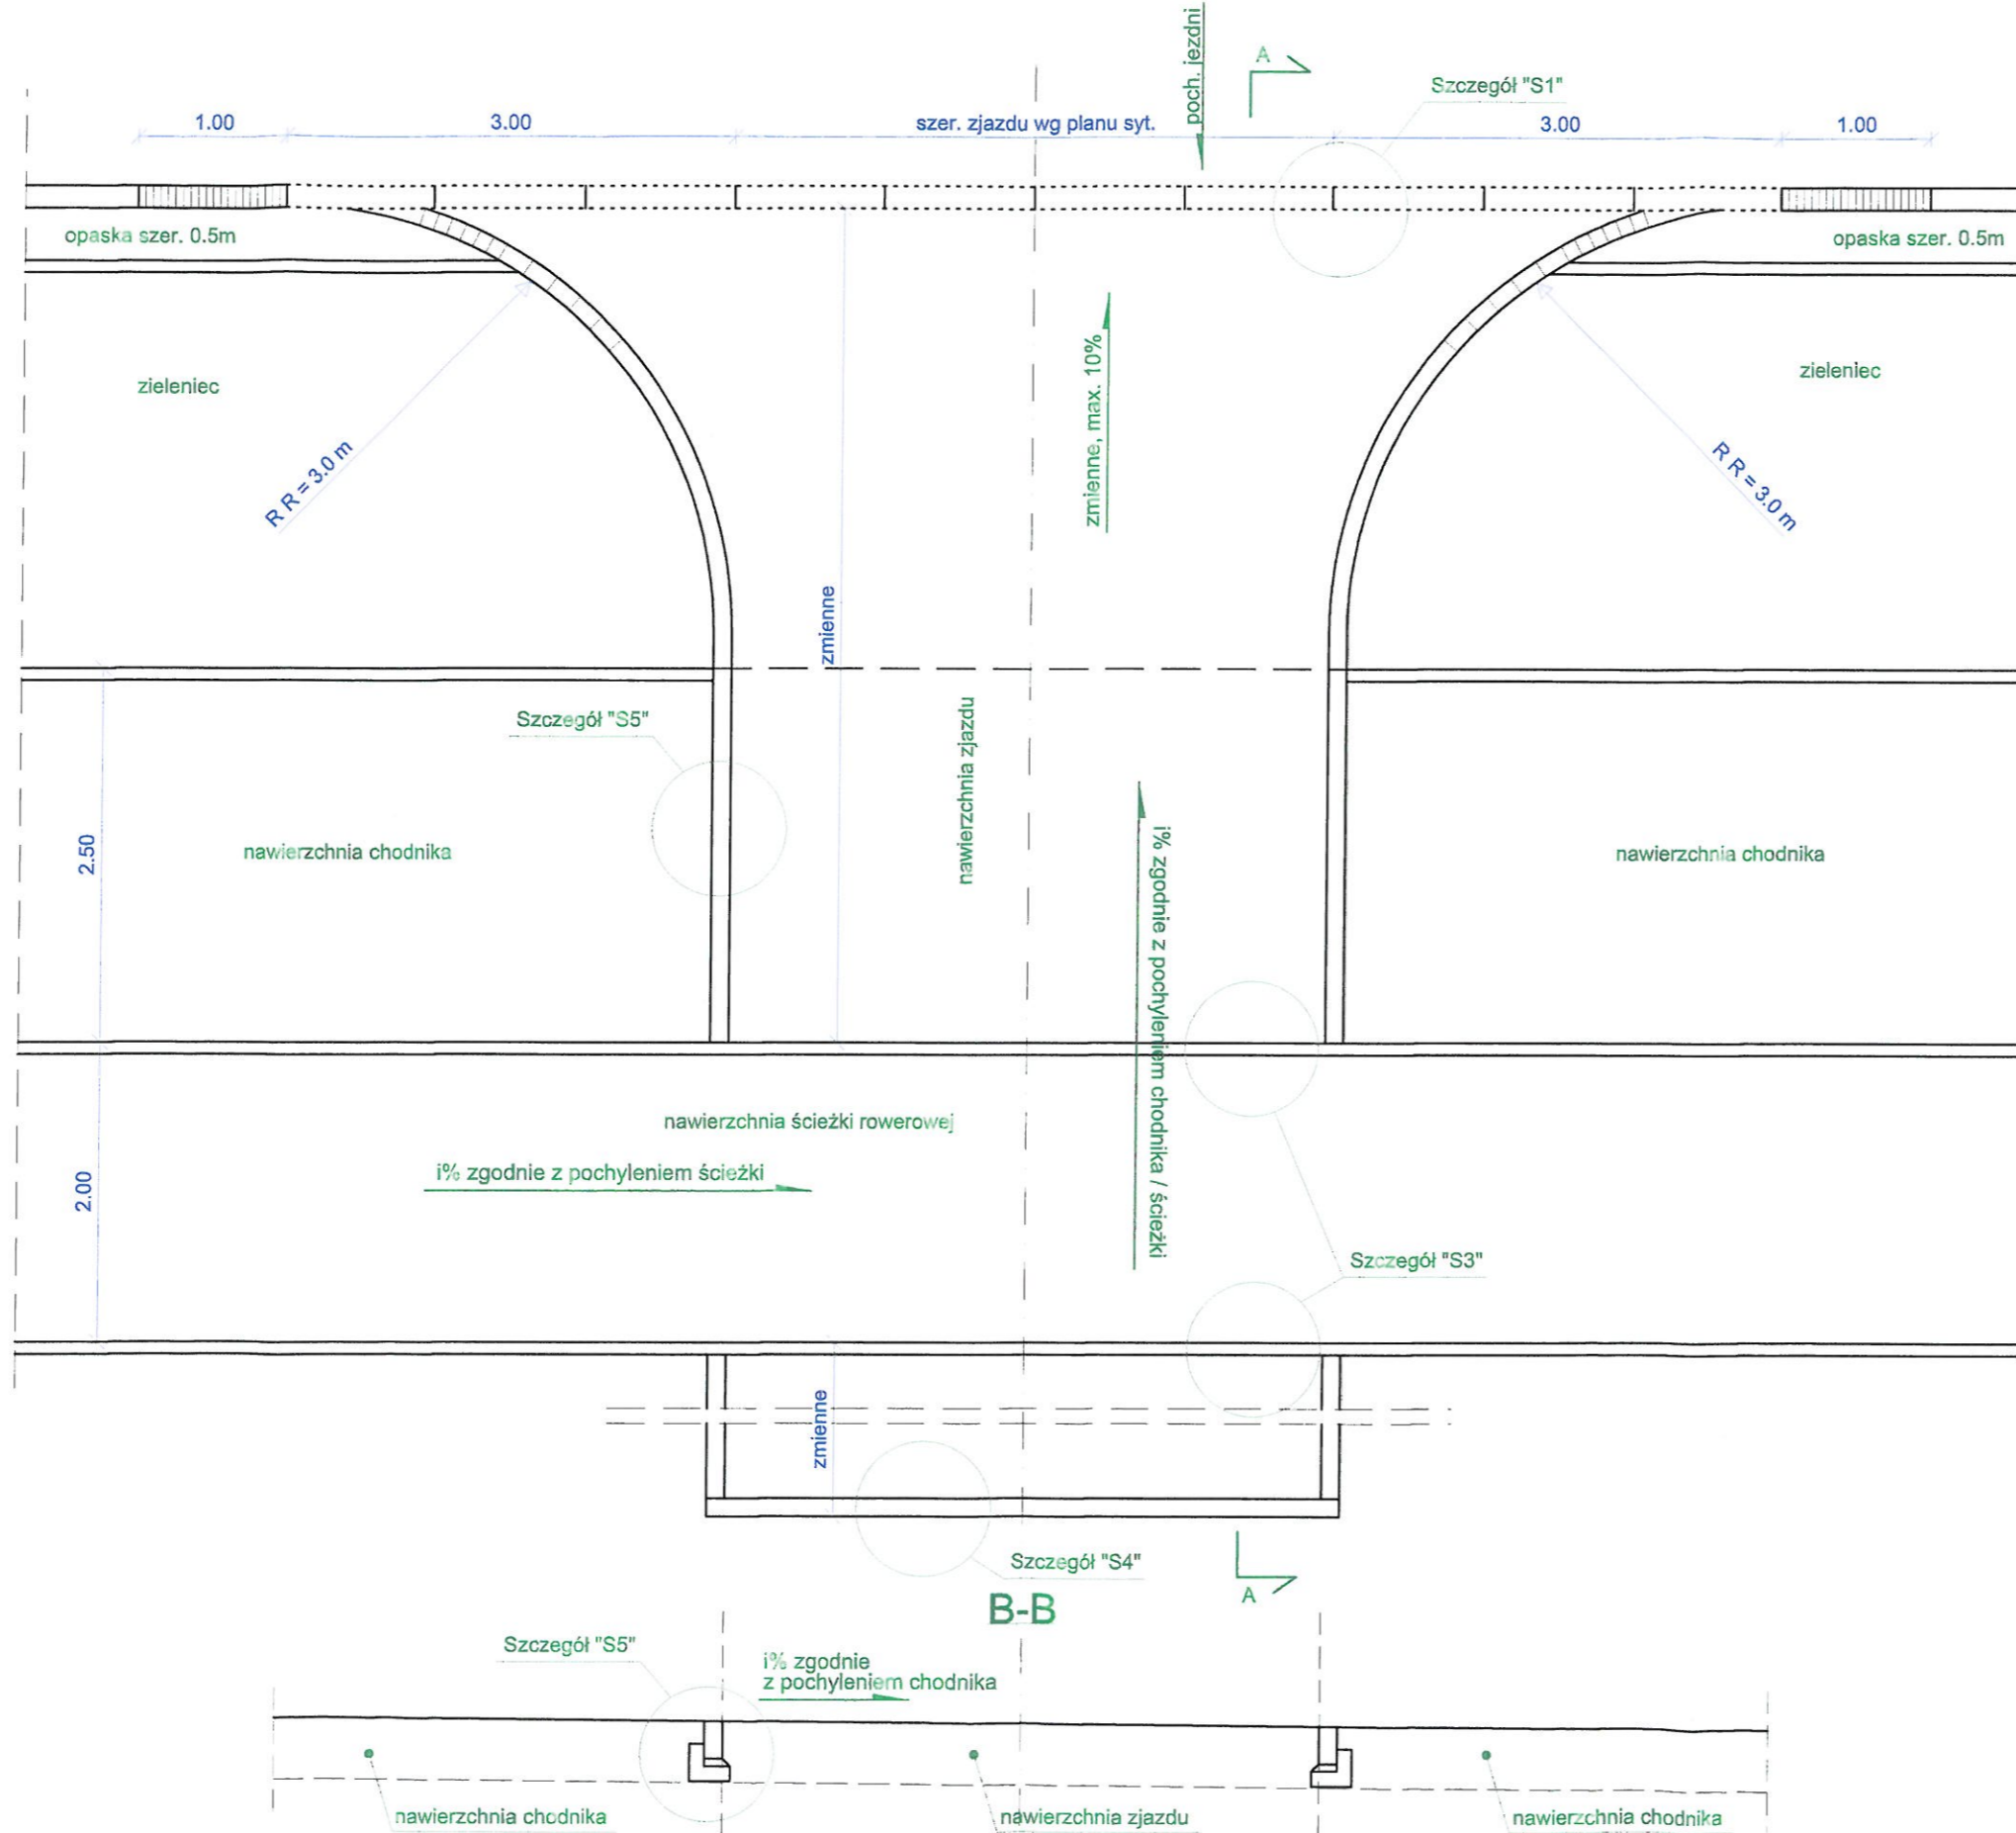 poch. jezdni
A
Szczegół "S1"
1.00
3.00
szer. zjazdu wg planu syt.
3.00
1.00
opaska szer. 0.5m
opaska szer. 0.5m
zieleniec
zieleniec
zmienne, max. 10%
R R = 3.0 m
R R = 3.0 m
zmienne
Szczegół "S5"
nawierzchnia zjazdu
2.50
nawierzchnia chodnika
nawierzchnia chodnika
i% zgodnie z pochyleniem chodnika / ścieżki
nawierzchnia ścieżki rowerowej
i% zgodnie z pochyleniem ścieżki
2.00
Szczegół "S3"
zmienne
Szczegół "S4"
A
B-B
Szczegół "S5"
i% zgodnie
z pochyleniem chodnika
nawierzchnia chodnika
nawierzchnia zjazdu
nawierzchnia chodnika